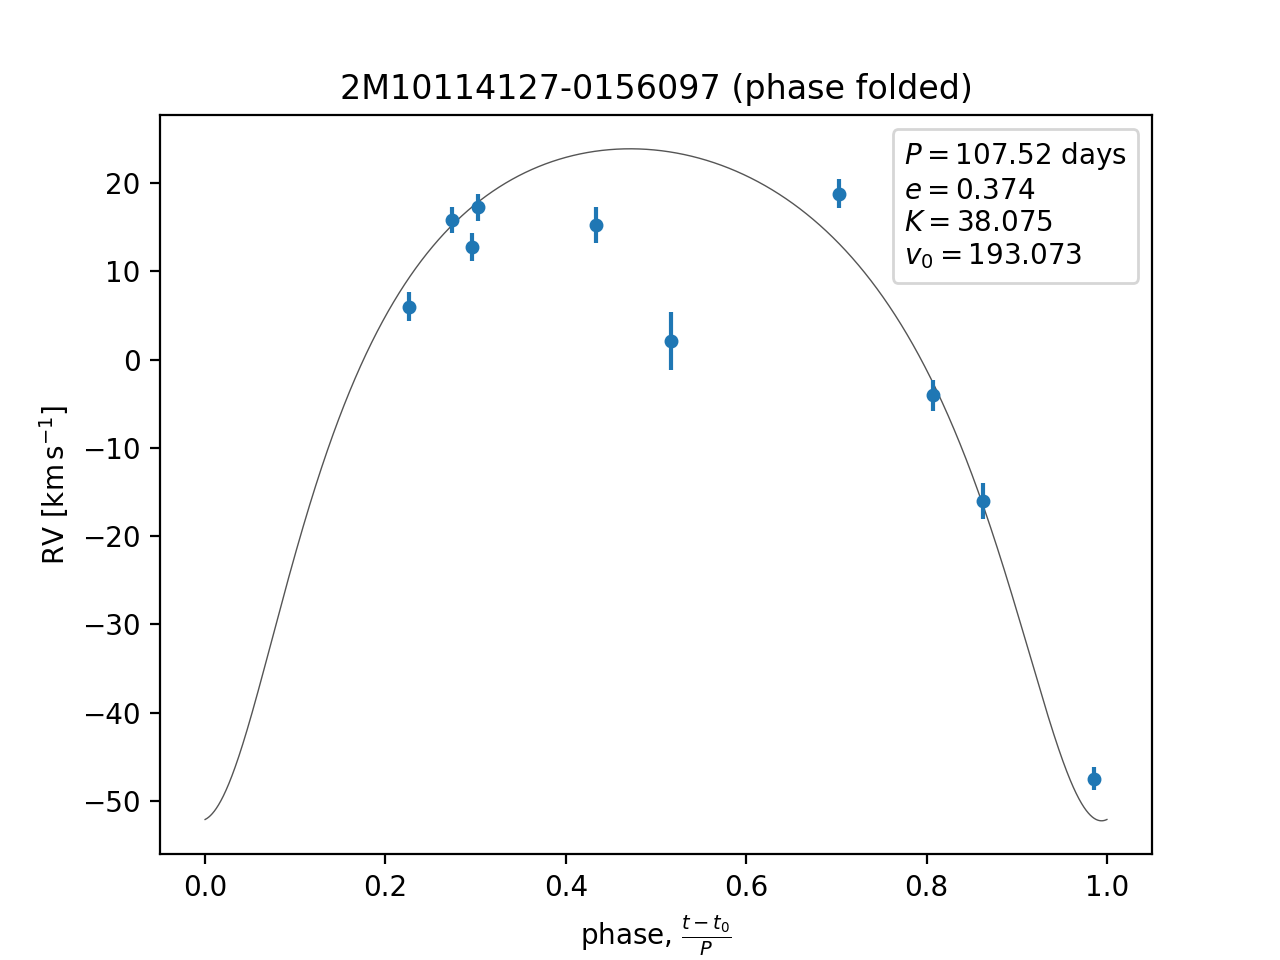 2M10114127-0156097 (phase folded)
P = 107.52 days
e = 0.374
K = 38.075
v₀ = 193.073
20
10
0
−10
−20
−30
−40
−50
RV [km s⁻¹]
0.0 0.2 0.4 0.6 0.8 1.0
phase, (t − t₀)/P